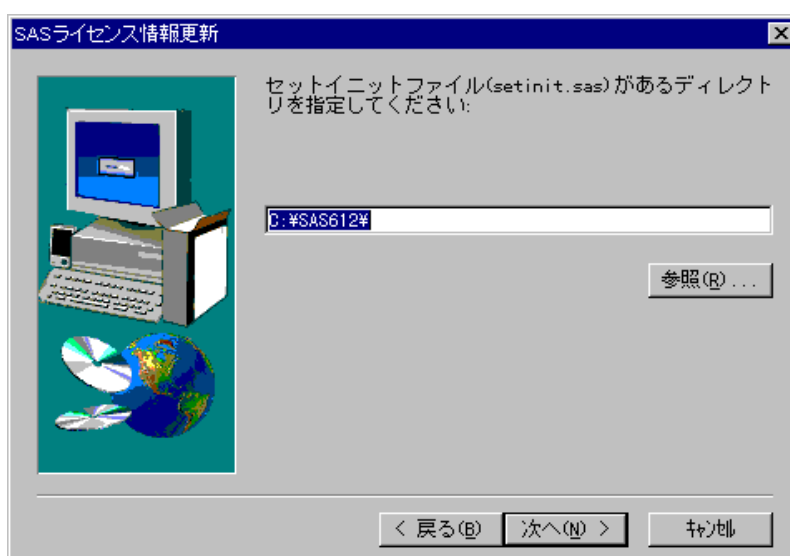 SASライセンス情報更新
セットイニットファイル(setinit.sas)があるディレクト
リを指定してください:
C:¥SAS612¥
参照(R)...
< 戻る(B)
次へ(N) >
ｷｬﾝｾﾙ